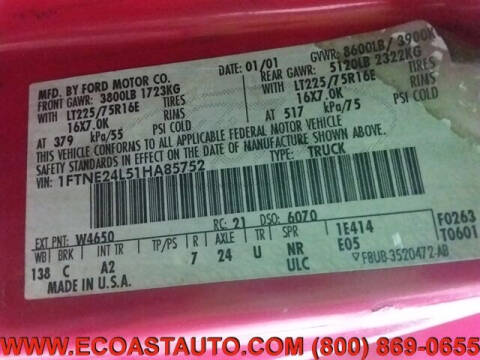 MFD. BY FORD MOTOR CO.
DATE: 01/01 GVWR: 8600LB/ 3900K
FRONT GAWR: 3800LB 1723KG REAR GAWR: 5120LB 2322KG
WITH LT225/75R16E TIRES WITH LT225/75R16E TIRES
16X7.0K RIMS 16X7.0K RIMS
AT 379 kPa/55 PSI COLD AT 517 kPa/75 PSI COLD
THIS VEHICLE CONFORMS TO ALL APPLICABLE FEDERAL MOTOR VEHICLE
SAFETY STANDARDS IN EFFECT ON THE DATE OF MANUFACTURE SHOWN ABOVE.
VIN: 1FTNE24L51HA85752
TYPE: TRUCK
F0263
T0601
EXT PNT: W4650 RC: 21 DSO: 6070
WB BRK INT TR TP/PS R AXLE TR SPR 1E414
138 C A2 7 24 U NR E05
ULC ▽F8UB-3520472-AB
MADE IN U.S.A.
WWW.ECOASTAUTO.COM (800) 869-0655